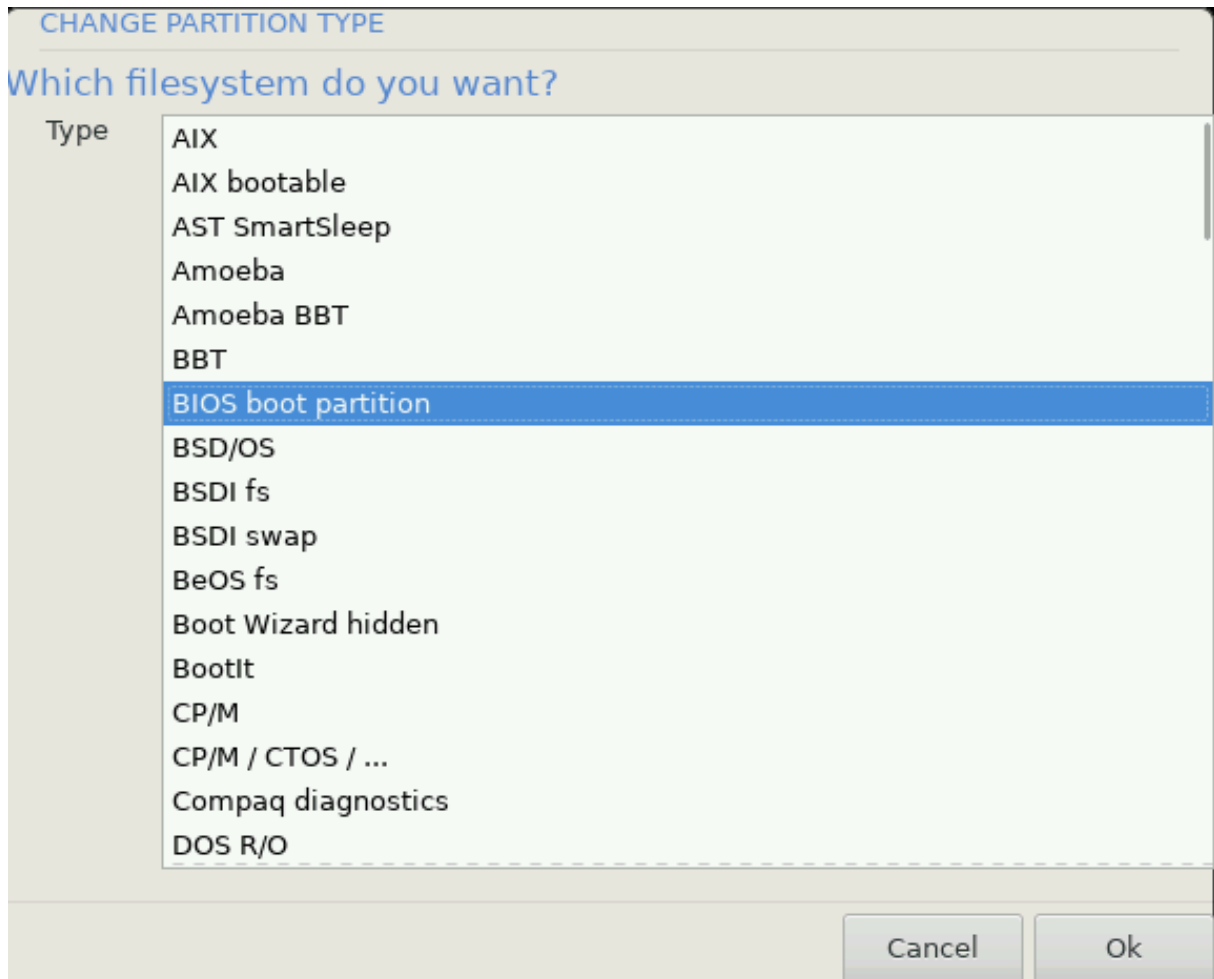 CHANGE PARTITION TYPE
Which filesystem do you want?
Type
AIX
AIX bootable
AST SmartSleep
Amoeba
Amoeba BBT
BBT
BIOS boot partition
BSD/OS
BSDI fs
BSDI swap
BeOS fs
Boot Wizard hidden
BootIt
CP/M
CP/M / CTOS / ...
Compaq diagnostics
DOS R/O
Cancel
Ok